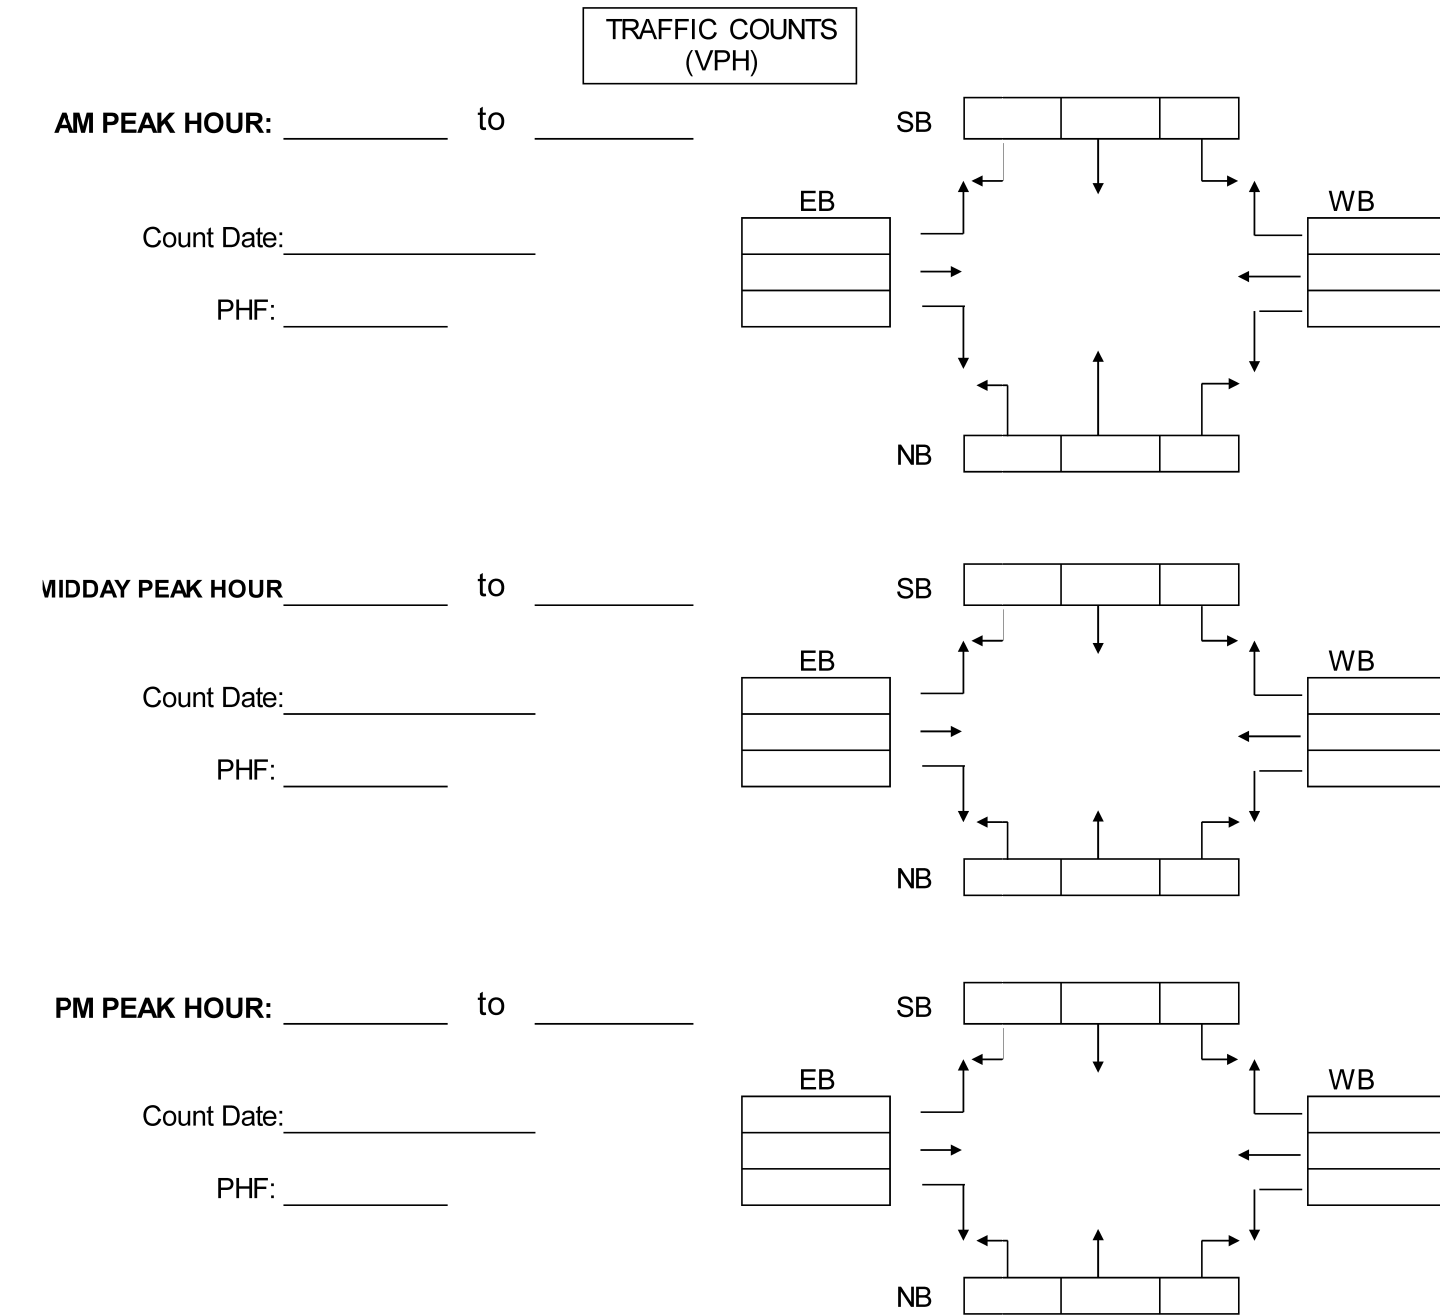 TRAFFIC COUNTS
(VPH)
AM PEAK HOUR: to
SB
EB
WB
Count Date:
PHF:
NB
MIDDAY PEAK HOUR to
SB
EB
WB
Count Date:
PHF:
NB
PM PEAK HOUR: to
SB
EB
WB
Count Date:
PHF:
NB